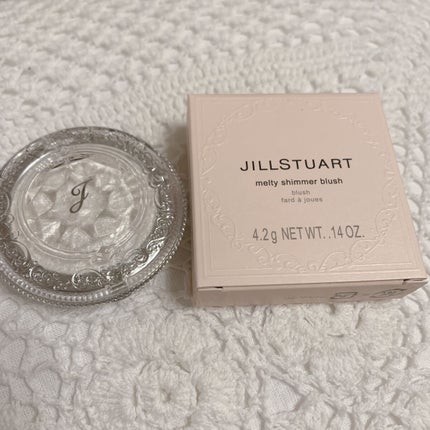 J
JILLSTUART
melty shimmer blush
blush
fard à joues
4.2g NET WT. .14 OZ.